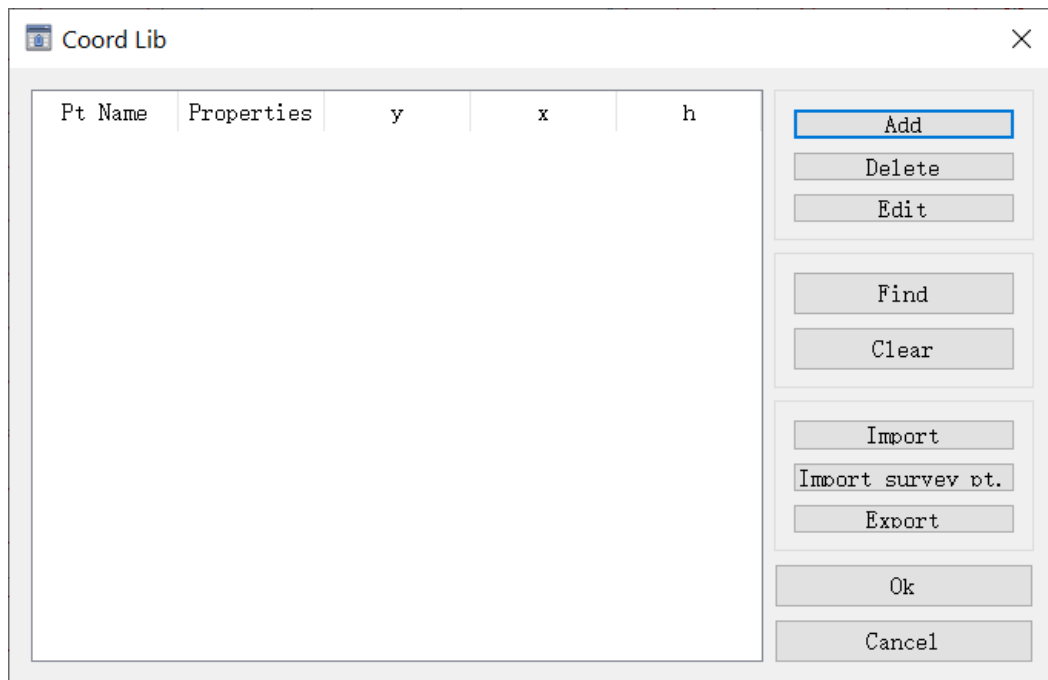 Coord Lib
Pt Name Properties y x h
Add
Delete
Edit
Find
Clear
Import
Import survey pt.
Export
Ok
Cancel